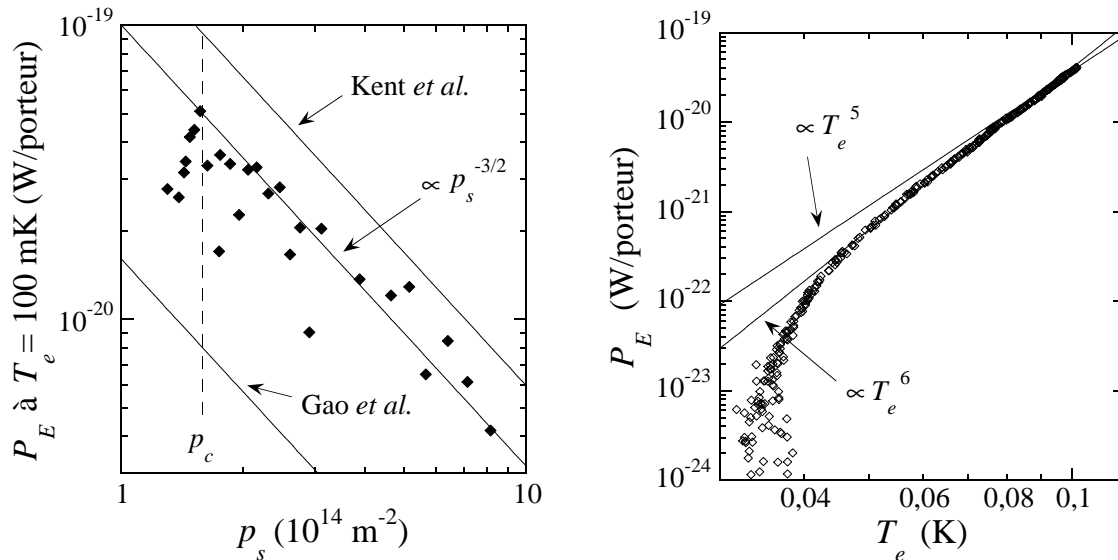 10^-19
10^-20
P_E à T_e = 100 mK (W/porteur)
Kent et al.
∝ p_s^-3/2
Gao et al.
p_c
1
10
p_s (10^14 m^-2)
10^-19
10^-20
10^-21
10^-22
10^-23
10^-24
P_E (W/porteur)
∝ T_e^5
∝ T_e^6
0,04
0,06
0,08
0,1
T_e (K)